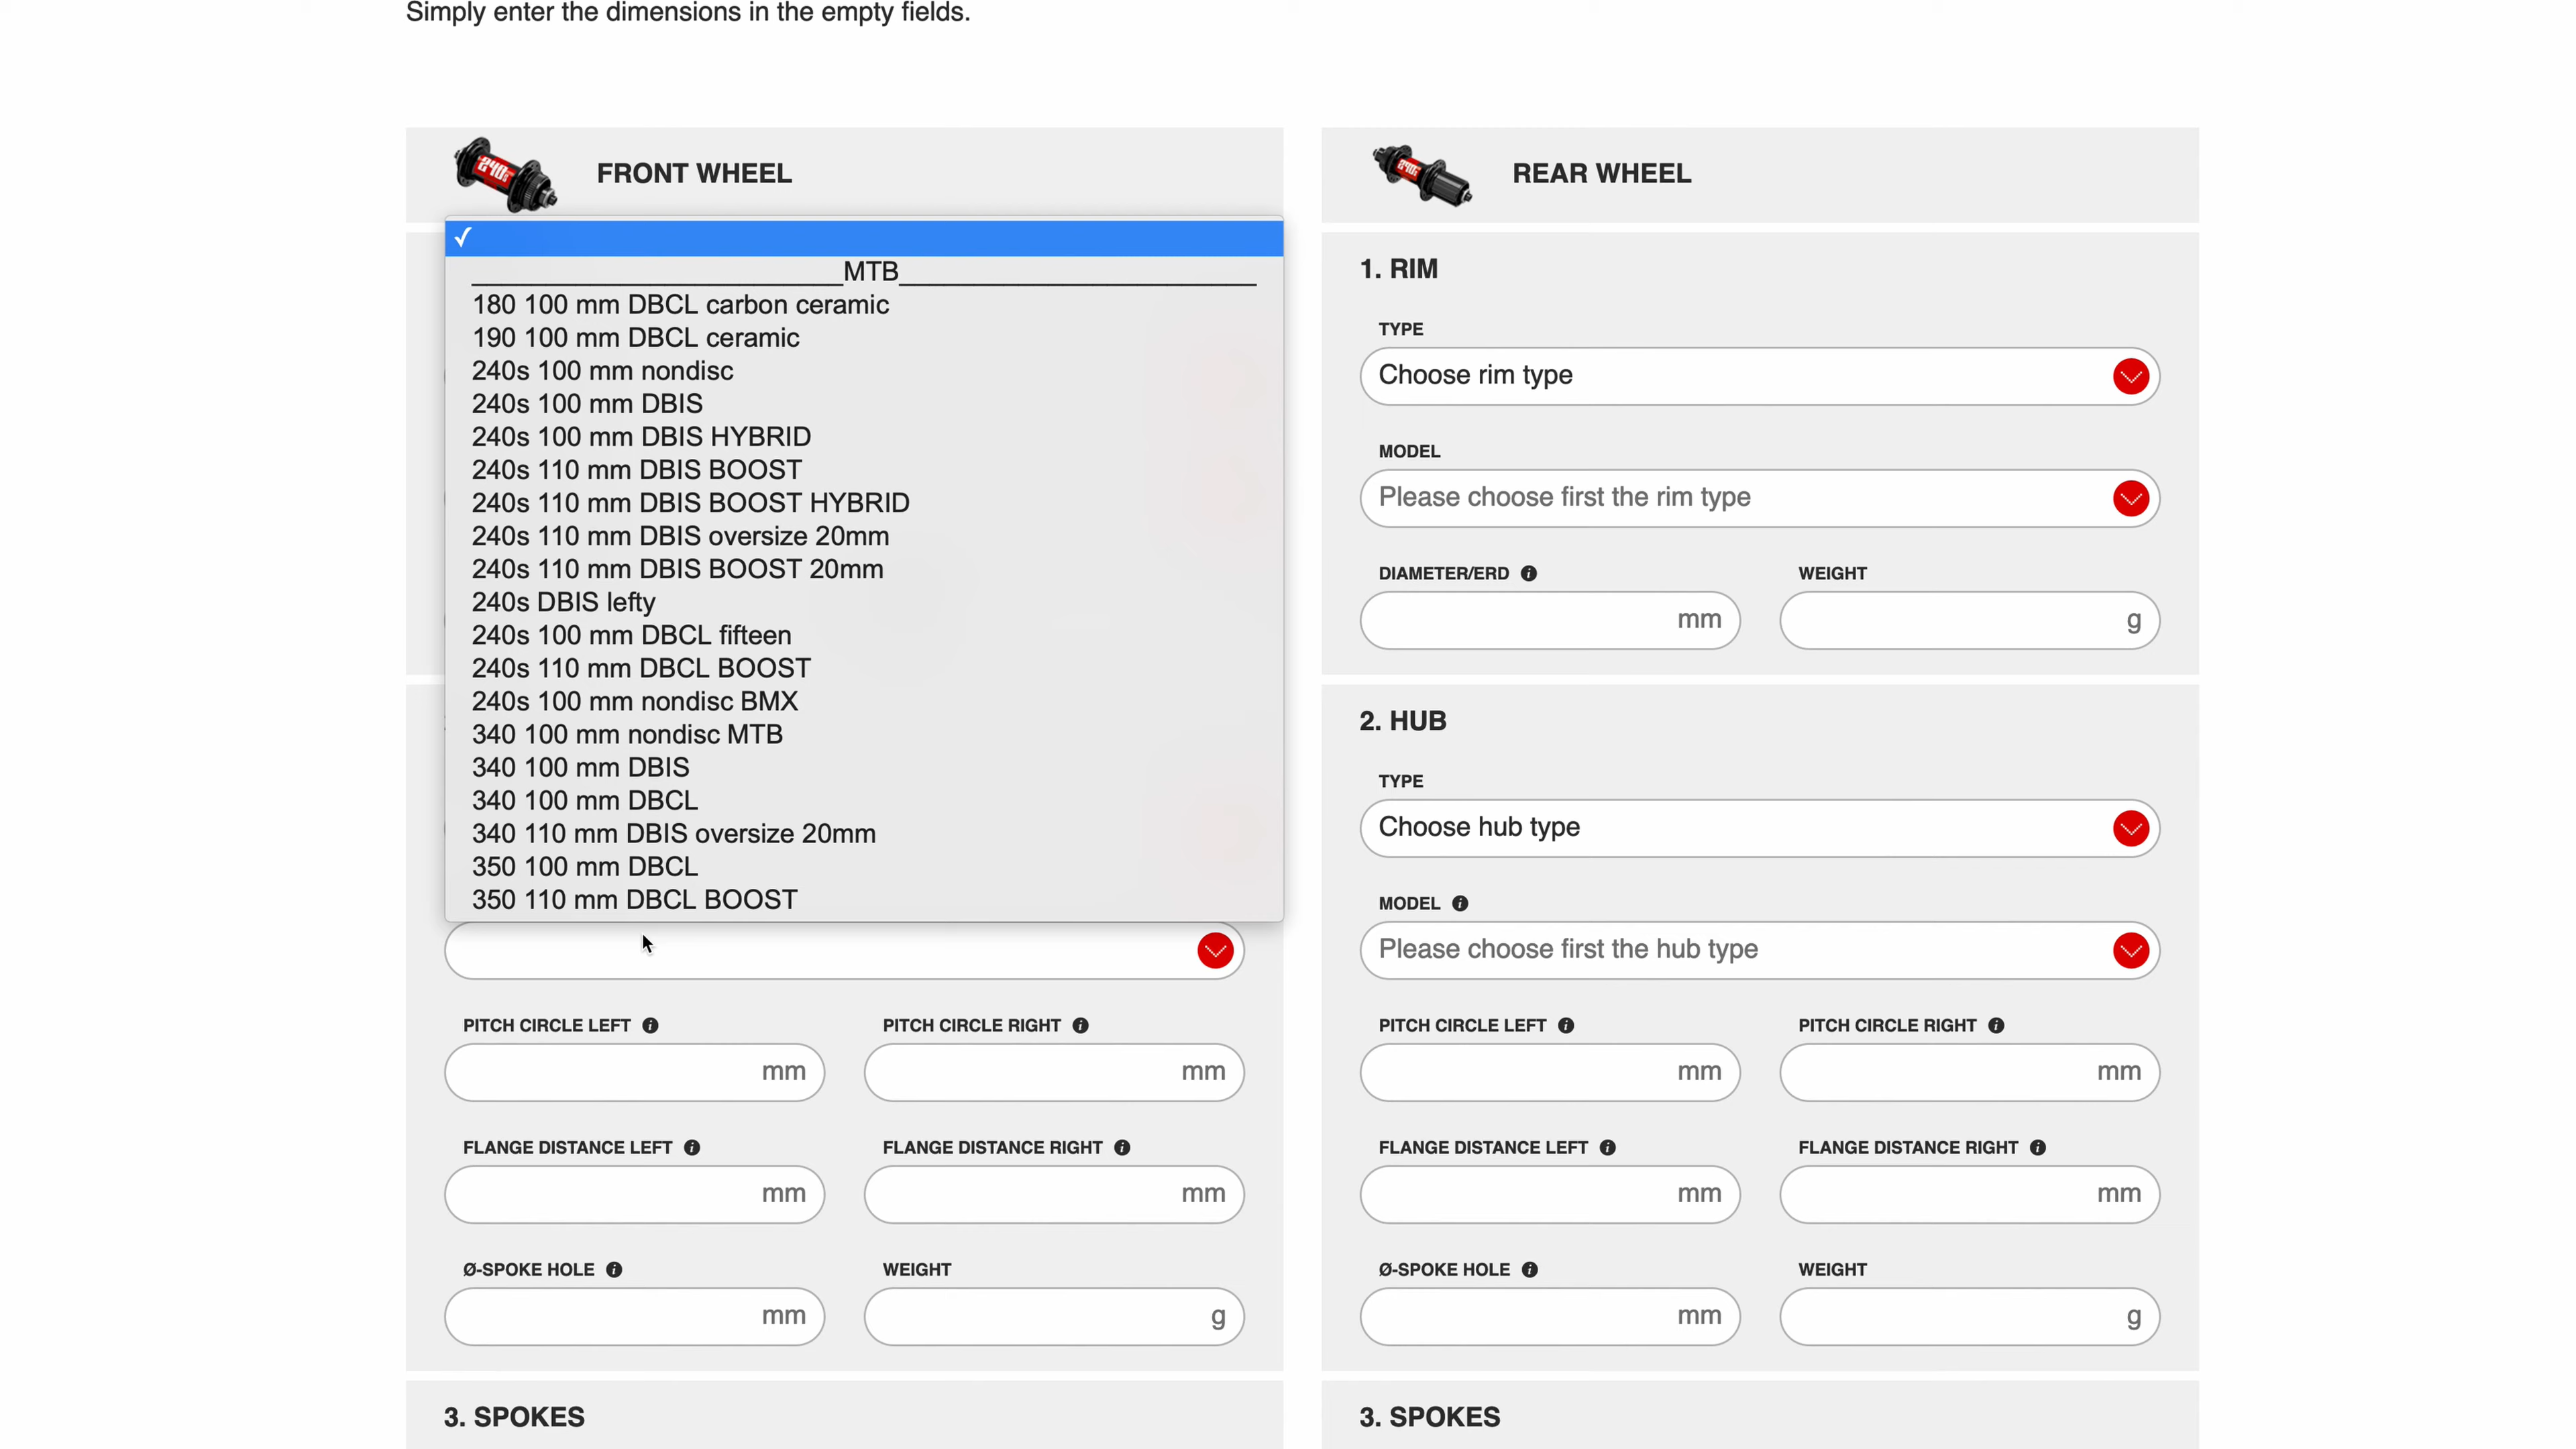 Simply enter the dimensions in the empty fields.
FRONT WHEEL
✓
MTB
180 100 mm DBCL carbon ceramic
190 100 mm DBCL ceramic
240s 100 mm nondisc
240s 100 mm DBIS
240s 100 mm DBIS HYBRID
240s 110 mm DBIS BOOST
240s 110 mm DBIS BOOST HYBRID
240s 110 mm DBIS oversize 20mm
240s 110 mm DBIS BOOST 20mm
240s DBIS lefty
240s 100 mm DBCL fifteen
240s 110 mm DBCL BOOST
240s 100 mm nondisc BMX
340 100 mm nondisc MTB
340 100 mm DBIS
340 100 mm DBCL
340 110 mm DBIS oversize 20mm
350 100 mm DBCL
350 110 mm DBCL BOOST
PITCH CIRCLE LEFT
PITCH CIRCLE RIGHT
mm
mm
FLANGE DISTANCE LEFT
FLANGE DISTANCE RIGHT
mm
mm
Ø-SPOKE HOLE
WEIGHT
mm
g
3. SPOKES
REAR WHEEL
1. RIM
TYPE
Choose rim type
MODEL
Please choose first the rim type
DIAMETER/ERD
WEIGHT
mm
g
2. HUB
TYPE
Choose hub type
MODEL
Please choose first the hub type
PITCH CIRCLE LEFT
PITCH CIRCLE RIGHT
mm
mm
FLANGE DISTANCE LEFT
FLANGE DISTANCE RIGHT
mm
mm
Ø-SPOKE HOLE
WEIGHT
mm
g
3. SPOKES